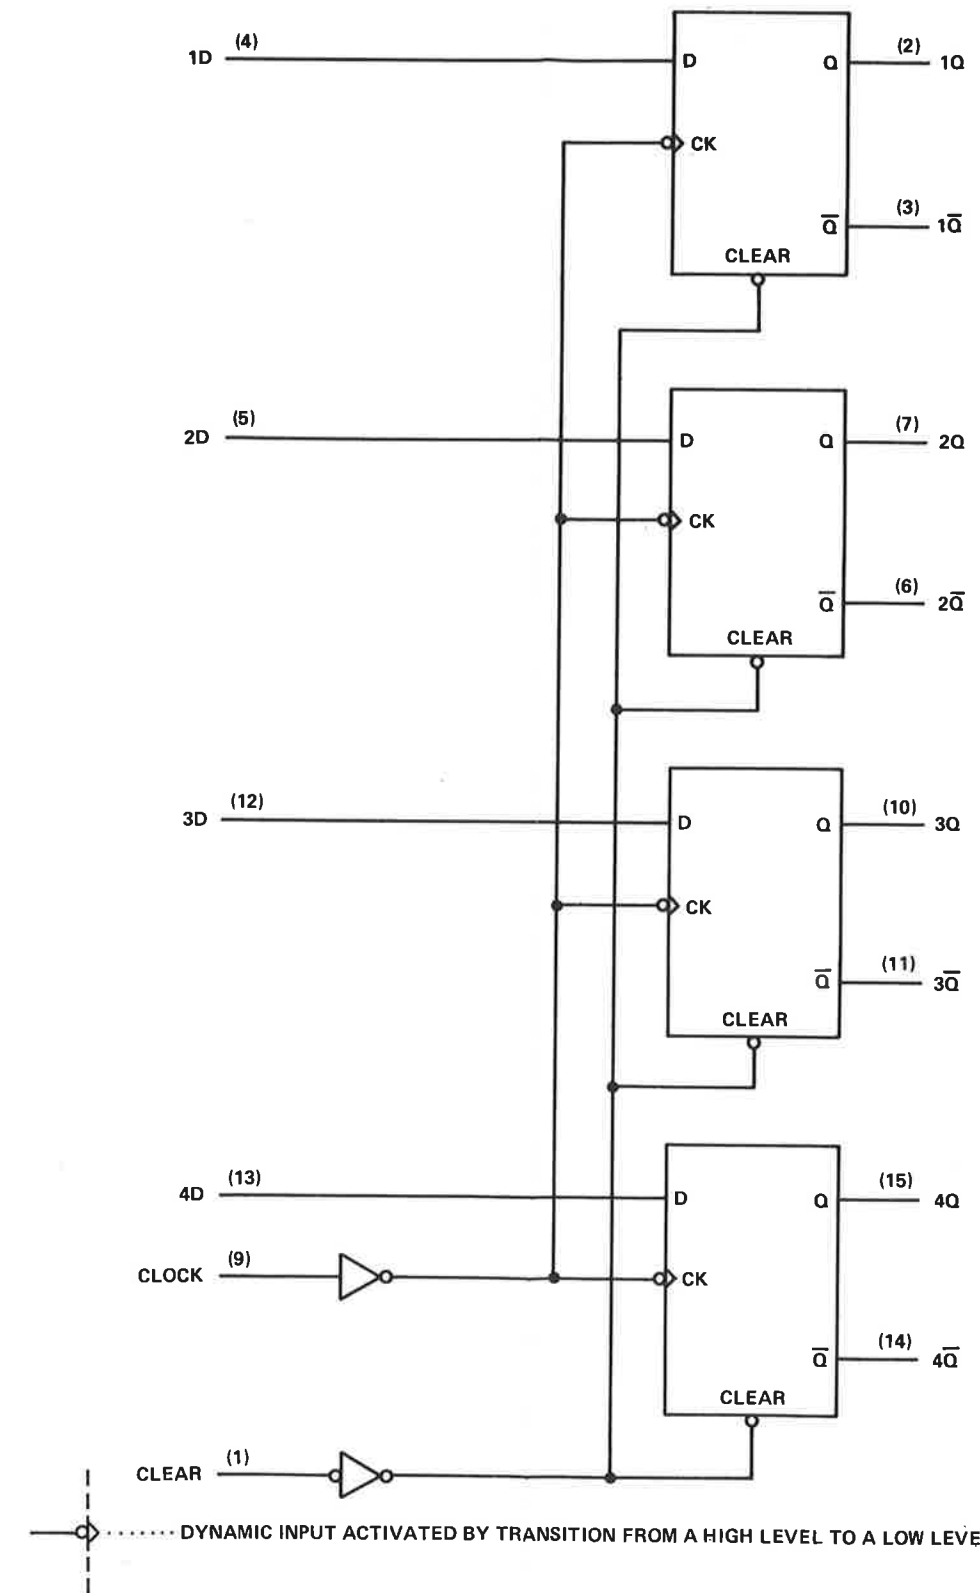 1D (4) D Q (2) 1Q
CK
Q̅ (3) 1Q̅
CLEAR
2D (5) D Q (7) 2Q
CK
Q̅ (6) 2Q̅
CLEAR
3D (12) D Q (10) 3Q
CK
Q̅ (11) 3Q̅
CLEAR
4D (13) D Q (15) 4Q
CLOCK (9) CK
Q̅ (14) 4Q̅
CLEAR
CLEAR (1)
DYNAMIC INPUT ACTIVATED BY TRANSITION FROM A HIGH LEVEL TO A LOW LEVE